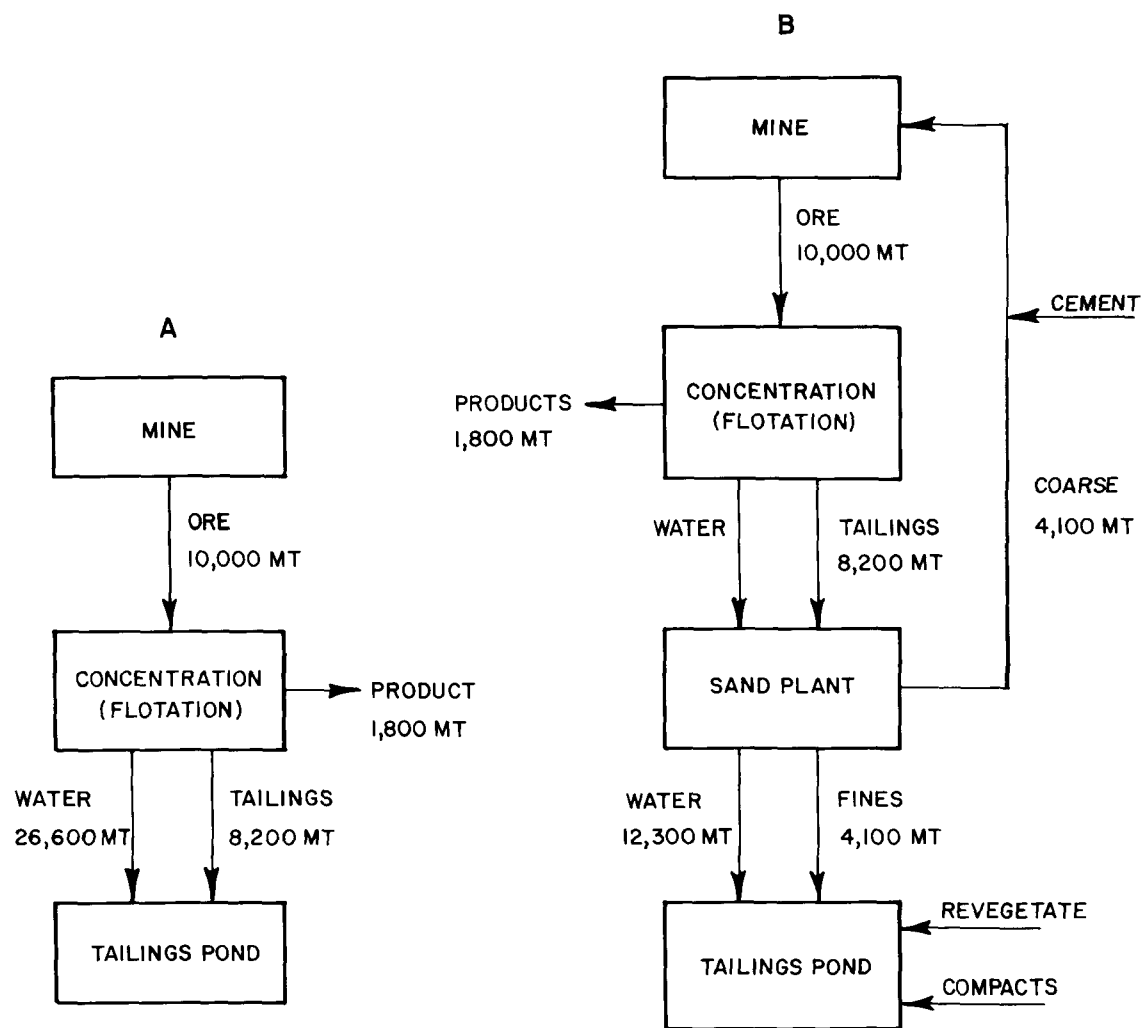 A
MINE
ORE
10,000 MT
CONCENTRATION
(FLOTATION)
PRODUCT
1,800 MT
WATER
26,600 MT
TAILINGS
8,200 MT
TAILINGS POND
B
MINE
ORE
10,000 MT
CEMENT
CONCENTRATION
(FLOTATION)
PRODUCTS
1,800 MT
WATER
TAILINGS
8,200 MT
COARSE
4,100 MT
SAND PLANT
WATER
12,300 MT
FINES
4,100 MT
REVEGETATE
TAILINGS POND
COMPACTS